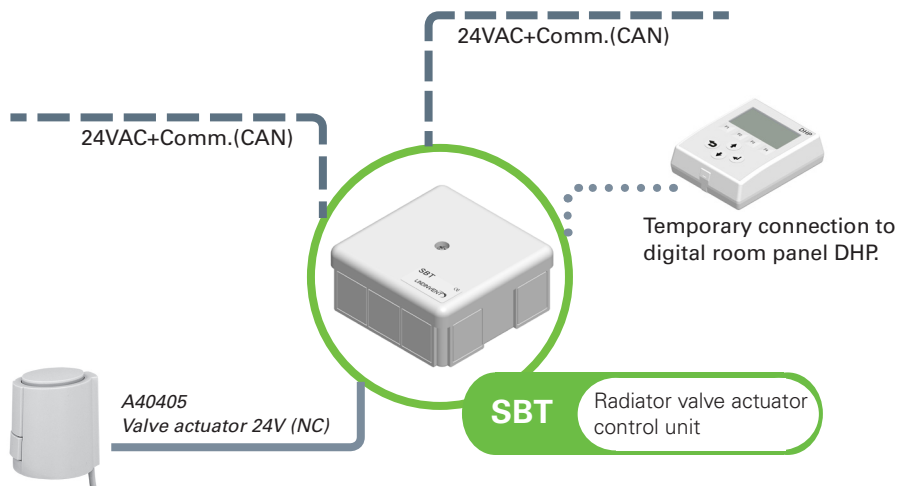 24VAC+Comm.(CAN)
24VAC+Comm.(CAN)
DHP
Temporary connection to
digital room panel DHP.
SBT
LINDINVENT
A40405
Valve actuator 24V (NC)
SBT
Radiator valve actuator
control unit